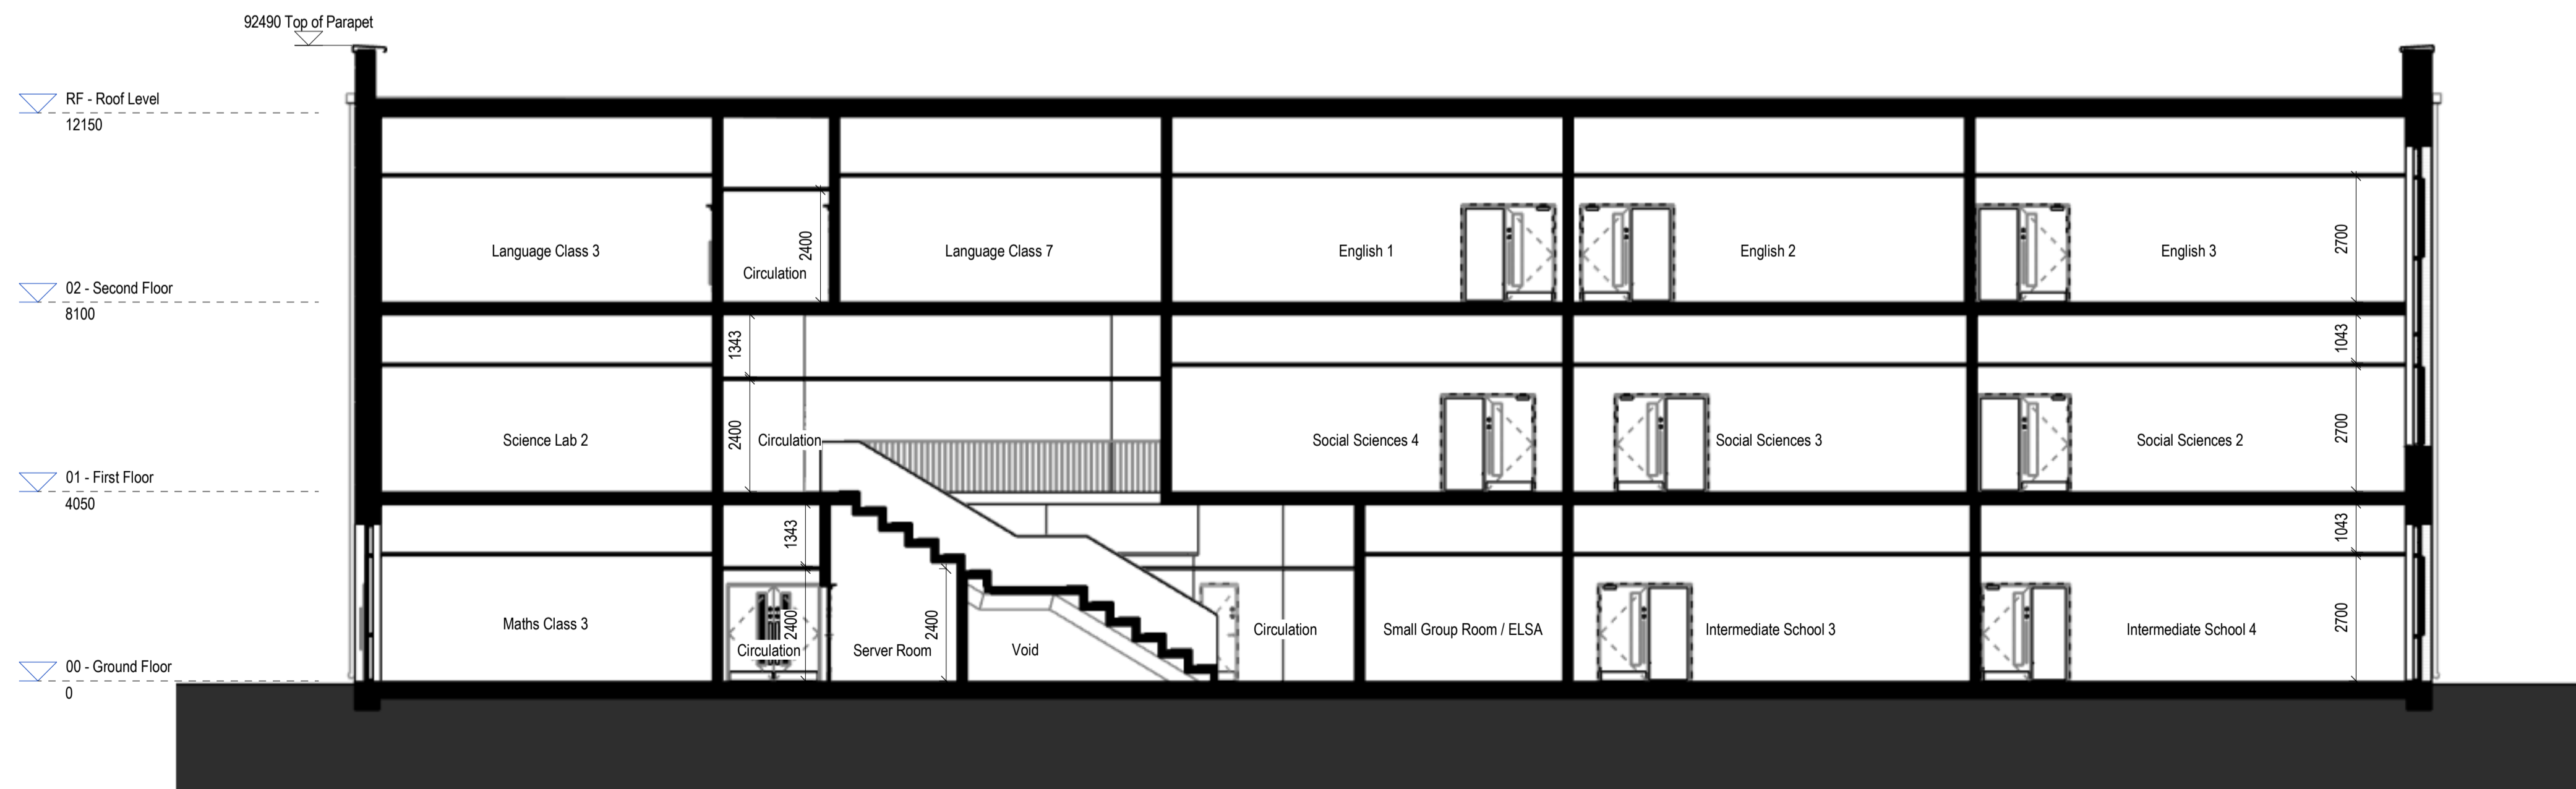 92490 Top of Parapet
RF - Roof Level
12150
Language Class 3
Circulation
2400
Language Class 7
English 1
English 2
English 3
2700
02 - Second Floor
8100
1343
1043
Science Lab 2
2400
Circulation
Social Sciences 4
Social Sciences 3
Social Sciences 2
2700
01 - First Floor
4050
1343
1043
Maths Class 3
Circulation
2400
Server Room
2400
Void
Circulation
Small Group Room / ELSA
Intermediate School 3
Intermediate School 4
2700
00 - Ground Floor
0